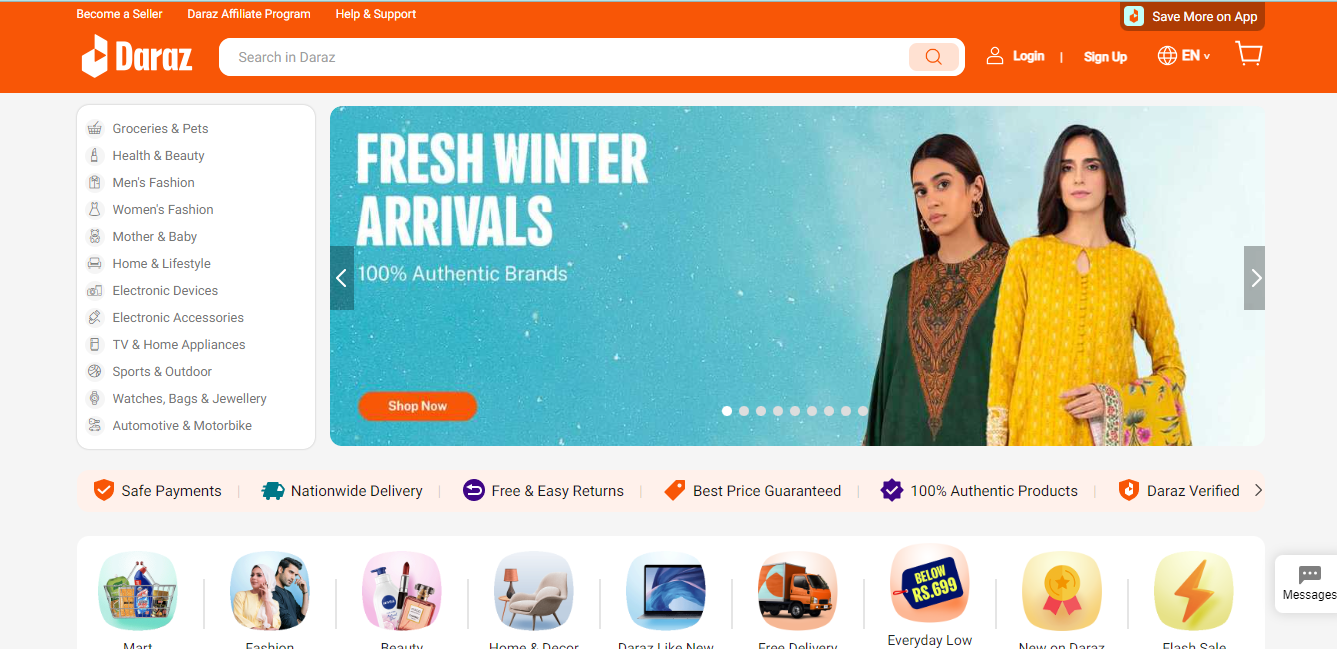 Become a Seller
Daraz Affiliate Program
Help & Support
Save More on App
Daraz
Search in Daraz
Login
|
Sign Up
EN
Groceries & Pets
Health & Beauty
Men's Fashion
Women's Fashion
Mother & Baby
Home & Lifestyle
Electronic Devices
Electronic Accessories
TV & Home Appliances
Sports & Outdoor
Watches, Bags & Jewellery
Automotive & Motorbike
FRESH WINTER
ARRIVALS
100% Authentic Brands
Shop Now
Safe Payments
Nationwide Delivery
Free & Easy Returns
Best Price Guaranteed
100% Authentic Products
Daraz Verified
NIVEA
BELOW
RS.699
Messages
Mart
Fashion
Beauty
Home & Decor
Daraz Like New
Free Delivery
Everyday Low
New on Daraz
Flash Sale